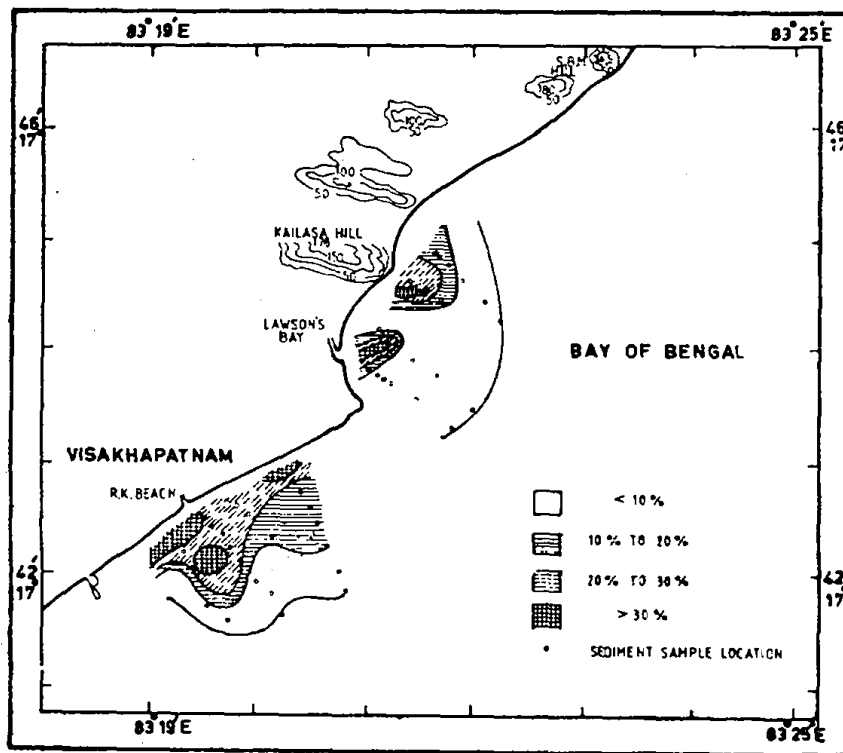 83°19'E
83°25'E
S.B.M
HILL
180
50
46'
17°
46'
17°
100
50
100
50
KAILASA HILL
150
50
LAWSON'S
BAY
BAY OF BENGAL
VISAKHAPATNAM
R.K. BEACH
< 10 %
10 % TO 20 %
20 % TO 30 %
> 30 %
SEDIMENT SAMPLE LOCATION
42'
17°
42'
17°
83°19'E
83°25'E